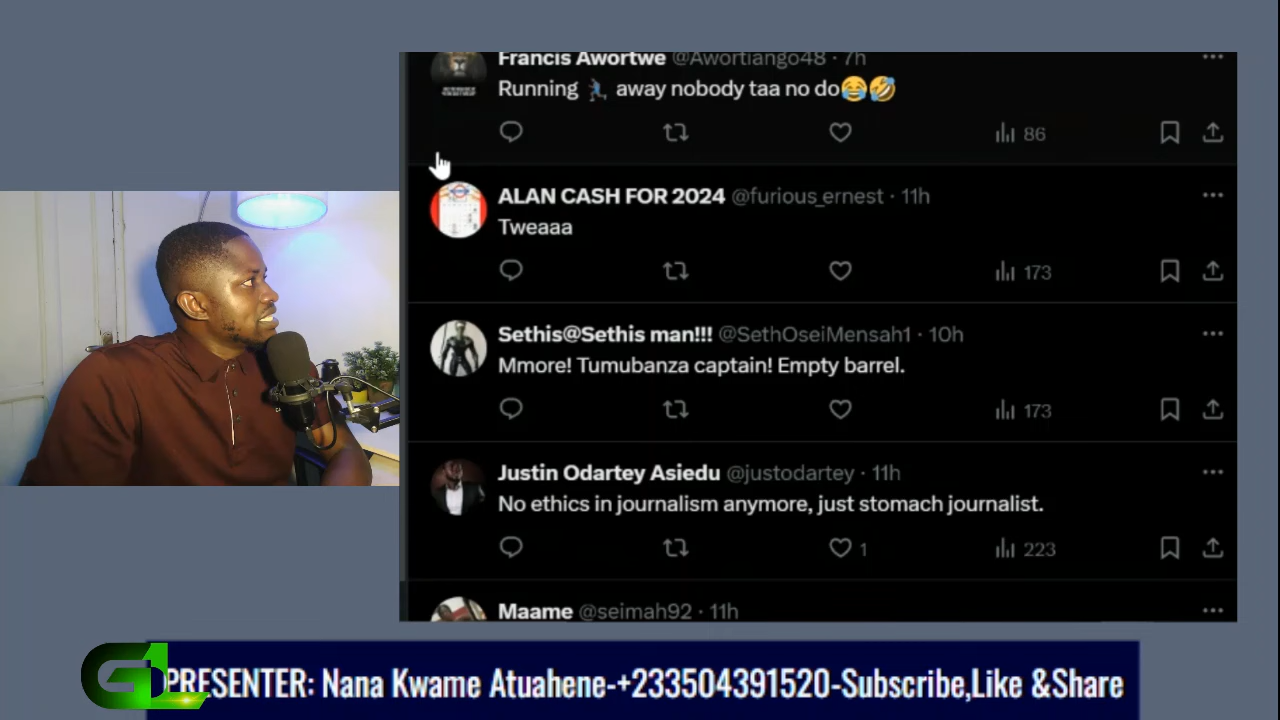 Francis Awortwe @Awortiango48 · 7h
Running 🏃 away nobody taa no do😂🤣
86
ALAN CASH FOR 2024 @furious_ernest · 11h
Tweaaa
173
Sethis@Sethis man!!! @SethOseiMensah1 · 10h
Mmore! Tumubanza captain! Empty barrel.
173
Justin Odartey Asiedu @justodartey · 11h
No ethics in journalism anymore, just stomach journalist.
1 223
Maame @seimah92 · 11h
PRESENTER: Nana Kwame Atuahene-+233504391520-Subscribe,Like &Share